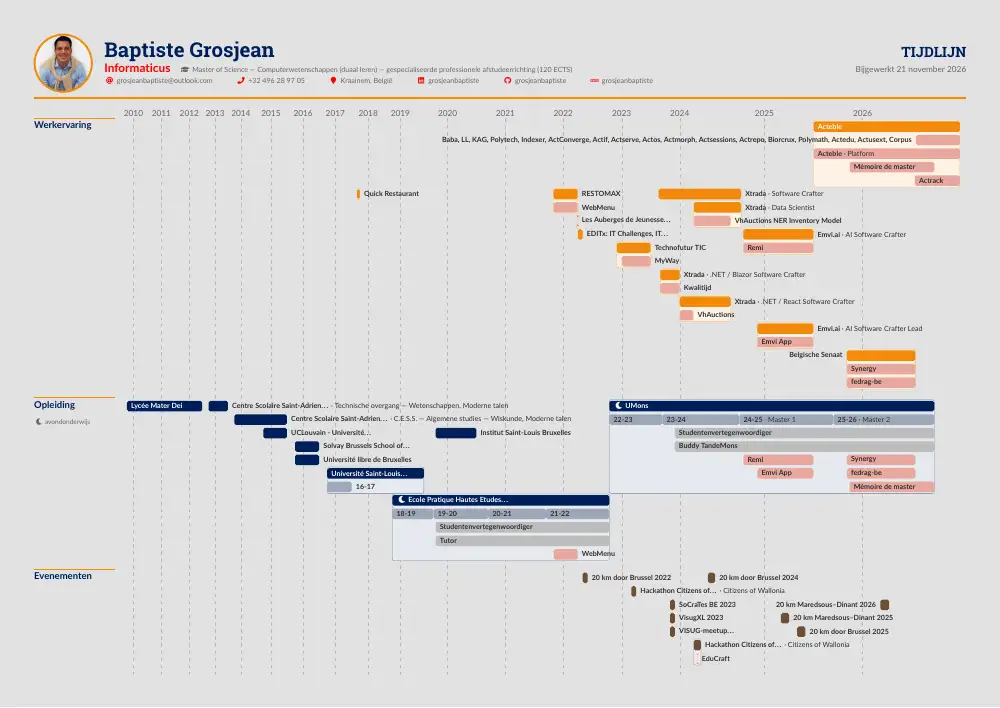 Baptiste Grosjean
TIJDLIJN
Informaticus Master of Science — Computerwetenschappen (duaal leren) — gespecialiseerde professionele afstudeerrichting (120 ECTS)
Bijgewerkt 21 november 2026
grosjeanbaptiste@outlook.com +32 496 28 97 05 Kraainem, België grosjeanbaptiste grosjeanbaptiste grosjeanbaptiste
2010 2011 2012 2013 2014 2015 2016 2017 2018 2019 2020 2021 2022 2023 2024 2025 2026
Werkervaring
Acteble
Baba, LL, KAG, Polytech, Indexer, ActConverge, Actif, Actserve, Actos, Actmorph, Actsessions, Actrepo, Biorcrux, Polymath, Actedu, Actusext, Corpus
Acteble · Platform
Mémoire de master
Actrack
Quick Restaurant
RESTOMAX
Xtrada · Software Crafter
WebMenu
Xtrada · Data Scientist
Les Auberges de Jeunesse...
VhAuctions NER Inventory Model
EDITx: IT Challenges, IT...
Emvi.ai · AI Software Crafter
Technofutur TIC
Remi
MyWay
Xtrada · .NET / Blazor Software Crafter
Kwalitijd
Xtrada · .NET / React Software Crafter
VhAuctions
Emvi.ai · AI Software Crafter Lead
Emvi App
Belgische Senaat
Synergy
fedrag-be
Opleiding
avondonderwijs
Lycée Mater Dei
Centre Scolaire Saint-Adrien... · Technische overgang — Wetenschappen, Moderne talen
UMons
Centre Scolaire Saint-Adrien... · C.E.S.S. — Algemene studies — Wiskunde, Moderne talen
22-23 23-24 24-25 · Master 1 25-26 · Master 2
UCLouvain - Université...
Institut Saint-Louis Bruxelles
Studentenvertegenwoordiger
Solvay Brussels School of...
Buddy TandeMons
Université libre de Bruxelles
Remi
Synergy
Université Saint-Louis...
Emvi App
fedrag-be
16-17
Mémoire de master
Ecole Pratique Hautes Etudes...
18-19 19-20 20-21 21-22
Studentenvertegenwoordiger
Tutor
WebMenu
Evenementen
20 km door Brussel 2022
20 km door Brussel 2024
Hackathon Citizens of... · Citizens of Wallonia
SoCraTes BE 2023
20 km Maredsous–Dinant 2026
VisugXL 2023
20 km Maredsous–Dinant 2025
VISUG-meetup...
20 km door Brussel 2025
Hackathon Citizens of... · Citizens of Wallonia
EduCraft